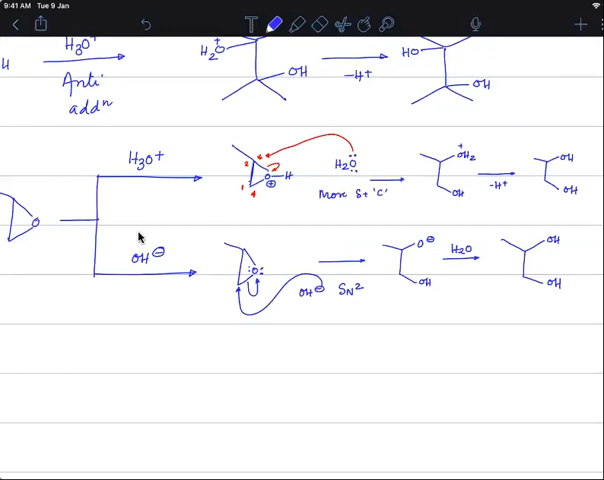 9:41 AM Tue 9 Jan
H H₃O⁺ H₂O⁺ OH –H⁺ HO OH
Anti
addⁿ
H₃O⁺ 2 1 O H ⊕ H₂O OH₂ + OH –H⁺ OH OH
More δ+ 'C'
O
OH⊖ :O: OH⊖ SN² O⊖ OH H₂O OH OH